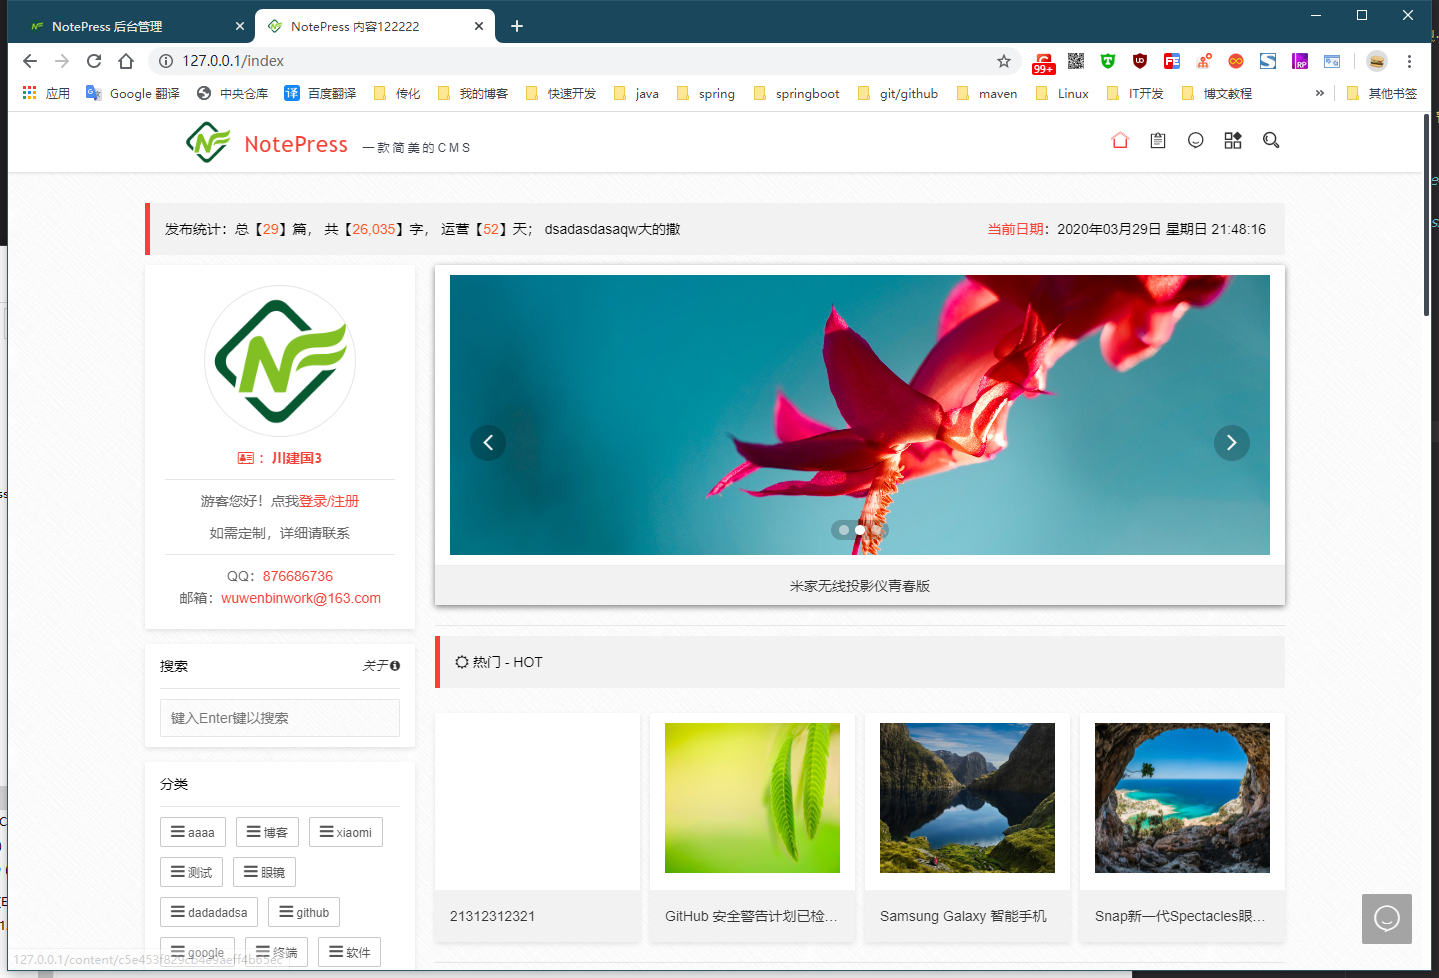 NotePress 后台管理
NotePress 内容122222
127.0.0.1/index
99+
应用 Google 翻译 中央仓库 百度翻译 传化 我的博客 快速开发 java spring springboot git/github maven Linux IT开发 博文教程 » 其他书签
NotePress 一款简美的CMS
发布统计：总【29】篇， 共【26,035】字， 运营【52】天； dsadasdasaqw大的撒
当前日期：2020年03月29日 星期日 21:48:16
：川建国3
游客您好！点我登录/注册
如需定制，详细请联系
QQ：876686736
邮箱：wuwenbinwork@163.com
米家无线投影仪青春版
搜索 关于
键入Enter键以搜索
热门 - HOT
分类
aaaa 博客 xiaomi
测试 眼镜
dadadadsa github
google 终端 软件
21312312321
GitHub 安全警告计划已检...
Samsung Galaxy 智能手机
Snap新一代Spectacles眼...
127.0.0.1/content/c5e453f829cb4e9aeff4b65ec